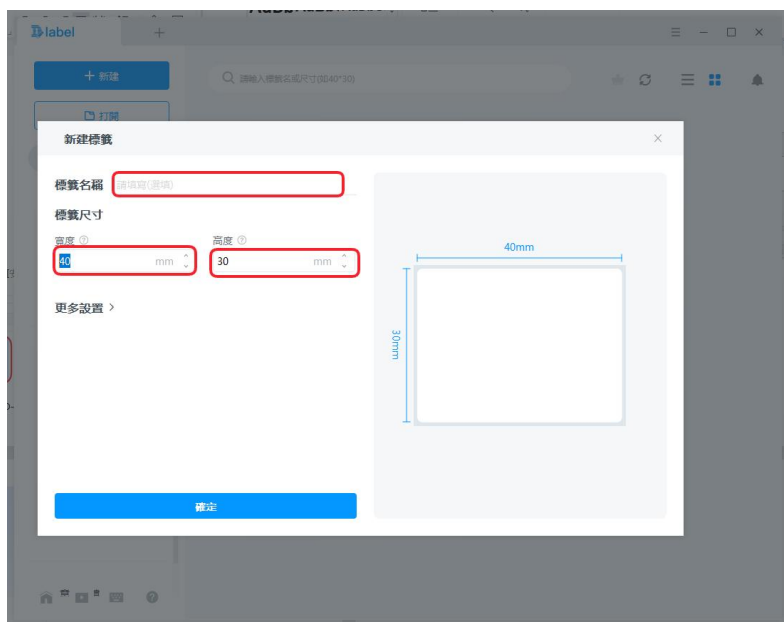 Dlabel
+ 新建
請輸入標籤名或尺寸(如40*30)
打開
新建標籤
標籤名稱 請填寫(選填)
標籤尺寸
寬度 高度
40 mm 30 mm
更多設置 >
確定
40mm
30mm